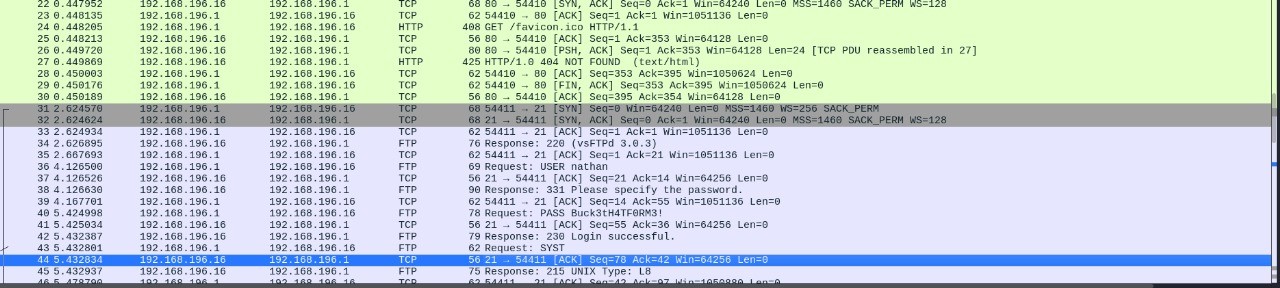 22 0.447952 192.168.196.16 192.168.196.1 TCP 68 80 → 54410 [SYN, ACK] Seq=0 Ack=1 Win=64240 Len=0 MSS=1460 SACK_PERM WS=128
23 0.448135 192.168.196.1 192.168.196.16 TCP 62 54410 → 80 [ACK] Seq=1 Ack=1 Win=1051136 Len=0
24 0.448205 192.168.196.1 192.168.196.16 HTTP 408 GET /favicon.ico HTTP/1.1
25 0.448213 192.168.196.16 192.168.196.1 TCP 56 80 → 54410 [ACK] Seq=1 Ack=353 Win=64128 Len=0
26 0.449720 192.168.196.16 192.168.196.1 TCP 80 80 → 54410 [PSH, ACK] Seq=1 Ack=353 Win=64128 Len=24 [TCP PDU reassembled in 27]
27 0.449869 192.168.196.16 192.168.196.1 HTTP 425 HTTP/1.0 404 NOT FOUND (text/html)
28 0.450003 192.168.196.1 192.168.196.16 TCP 62 54410 → 80 [ACK] Seq=353 Ack=395 Win=1050624 Len=0
29 0.450176 192.168.196.1 192.168.196.16 TCP 62 54410 → 80 [FIN, ACK] Seq=353 Ack=395 Win=1050624 Len=0
30 0.450189 192.168.196.16 192.168.196.1 TCP 56 80 → 54410 [ACK] Seq=395 Ack=354 Win=64128 Len=0
31 2.624570 192.168.196.1 192.168.196.16 TCP 68 54411 → 21 [SYN] Seq=0 Win=64240 Len=0 MSS=1460 WS=256 SACK_PERM
32 2.624624 192.168.196.16 192.168.196.1 TCP 68 21 → 54411 [SYN, ACK] Seq=0 Ack=1 Win=64240 Len=0 MSS=1460 SACK_PERM WS=128
33 2.624934 192.168.196.1 192.168.196.16 TCP 62 54411 → 21 [ACK] Seq=1 Ack=1 Win=1051136 Len=0
34 2.626895 192.168.196.16 192.168.196.1 FTP 76 Response: 220 (vsFTPd 3.0.3)
35 2.667693 192.168.196.1 192.168.196.16 TCP 62 54411 → 21 [ACK] Seq=1 Ack=21 Win=1051136 Len=0
36 4.126500 192.168.196.1 192.168.196.16 FTP 69 Request: USER nathan
37 4.126526 192.168.196.16 192.168.196.1 TCP 56 21 → 54411 [ACK] Seq=21 Ack=14 Win=64256 Len=0
38 4.126630 192.168.196.16 192.168.196.1 FTP 90 Response: 331 Please specify the password.
39 4.167701 192.168.196.1 192.168.196.16 TCP 62 54411 → 21 [ACK] Seq=14 Ack=55 Win=1051136 Len=0
40 5.424998 192.168.196.1 192.168.196.16 FTP 78 Request: PASS Buck3tH4TF0RM3!
41 5.425034 192.168.196.16 192.168.196.1 TCP 56 21 → 54411 [ACK] Seq=55 Ack=36 Win=64256 Len=0
42 5.432387 192.168.196.16 192.168.196.1 FTP 79 Response: 230 Login successful.
43 5.432801 192.168.196.1 192.168.196.16 FTP 62 Request: SYST
44 5.432834 192.168.196.16 192.168.196.1 TCP 56 21 → 54411 [ACK] Seq=78 Ack=42 Win=64256 Len=0
45 5.432937 192.168.196.16 192.168.196.1 FTP 75 Response: 215 UNIX Type: L8
46 5.478790 192.168.196.1 192.168.196.16 TCP 62 54411 → 21 [ACK] Seq=42 Ack=97 Win=1050880 Len=0